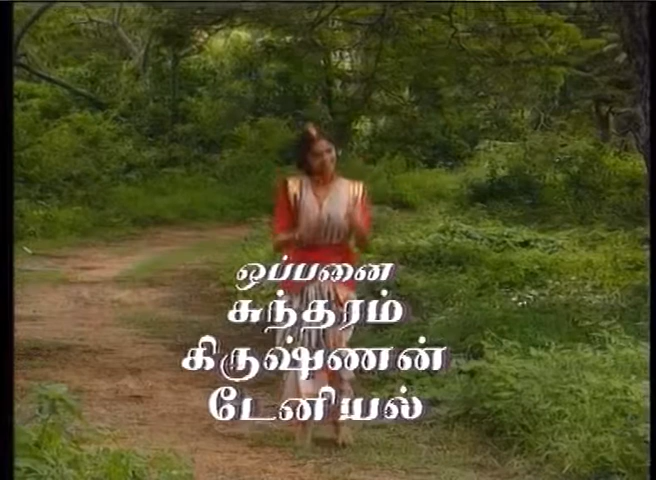 ஒப்பனை
சுந்தரம்
கிருஷ்ணன்
டேனியல்